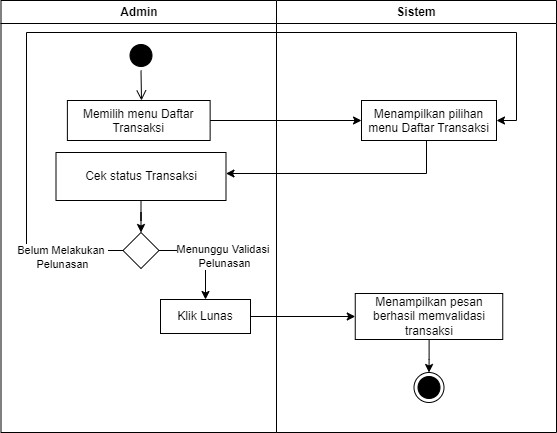 Admin
Sistem
Memilih menu Daftar
Transaksi
Menampilkan pilihan
menu Daftar Transaksi
Cek status Transaksi
Belum Melakukan
Pelunasan
Menunggu Validasi
Pelunasan
Klik Lunas
Menampilkan pesan
berhasil memvalidasi
transaksi